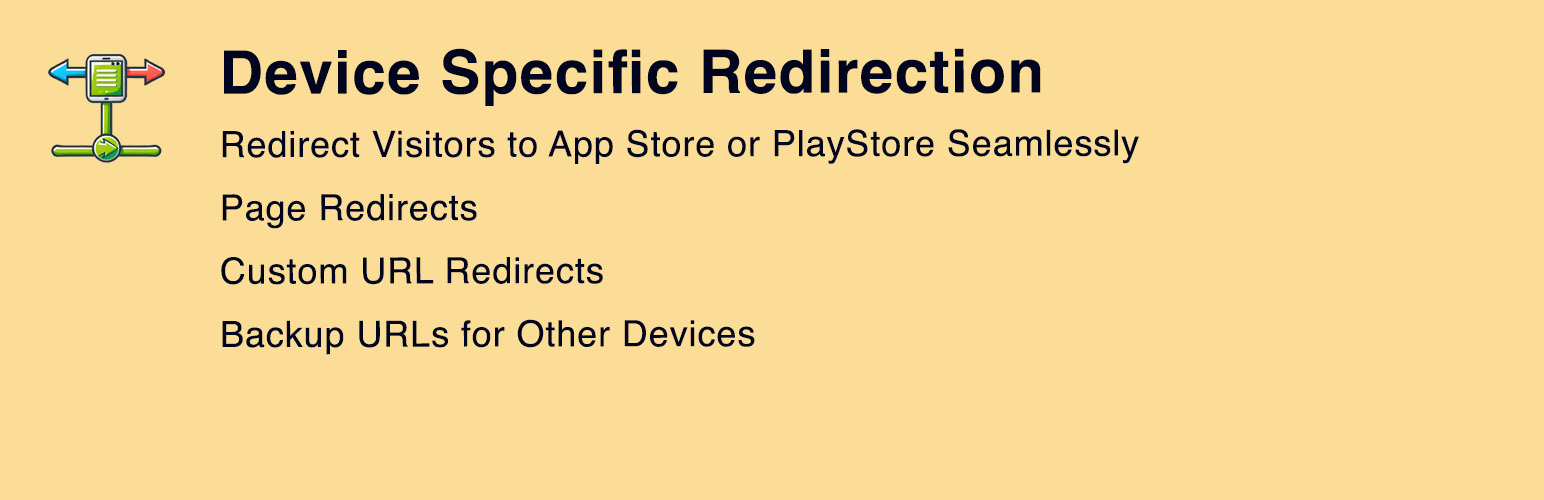 Device Specific Redirection
Redirect Visitors to App Store or PlayStore Seamlessly
Page Redirects
Custom URL Redirects
Backup URLs for Other Devices